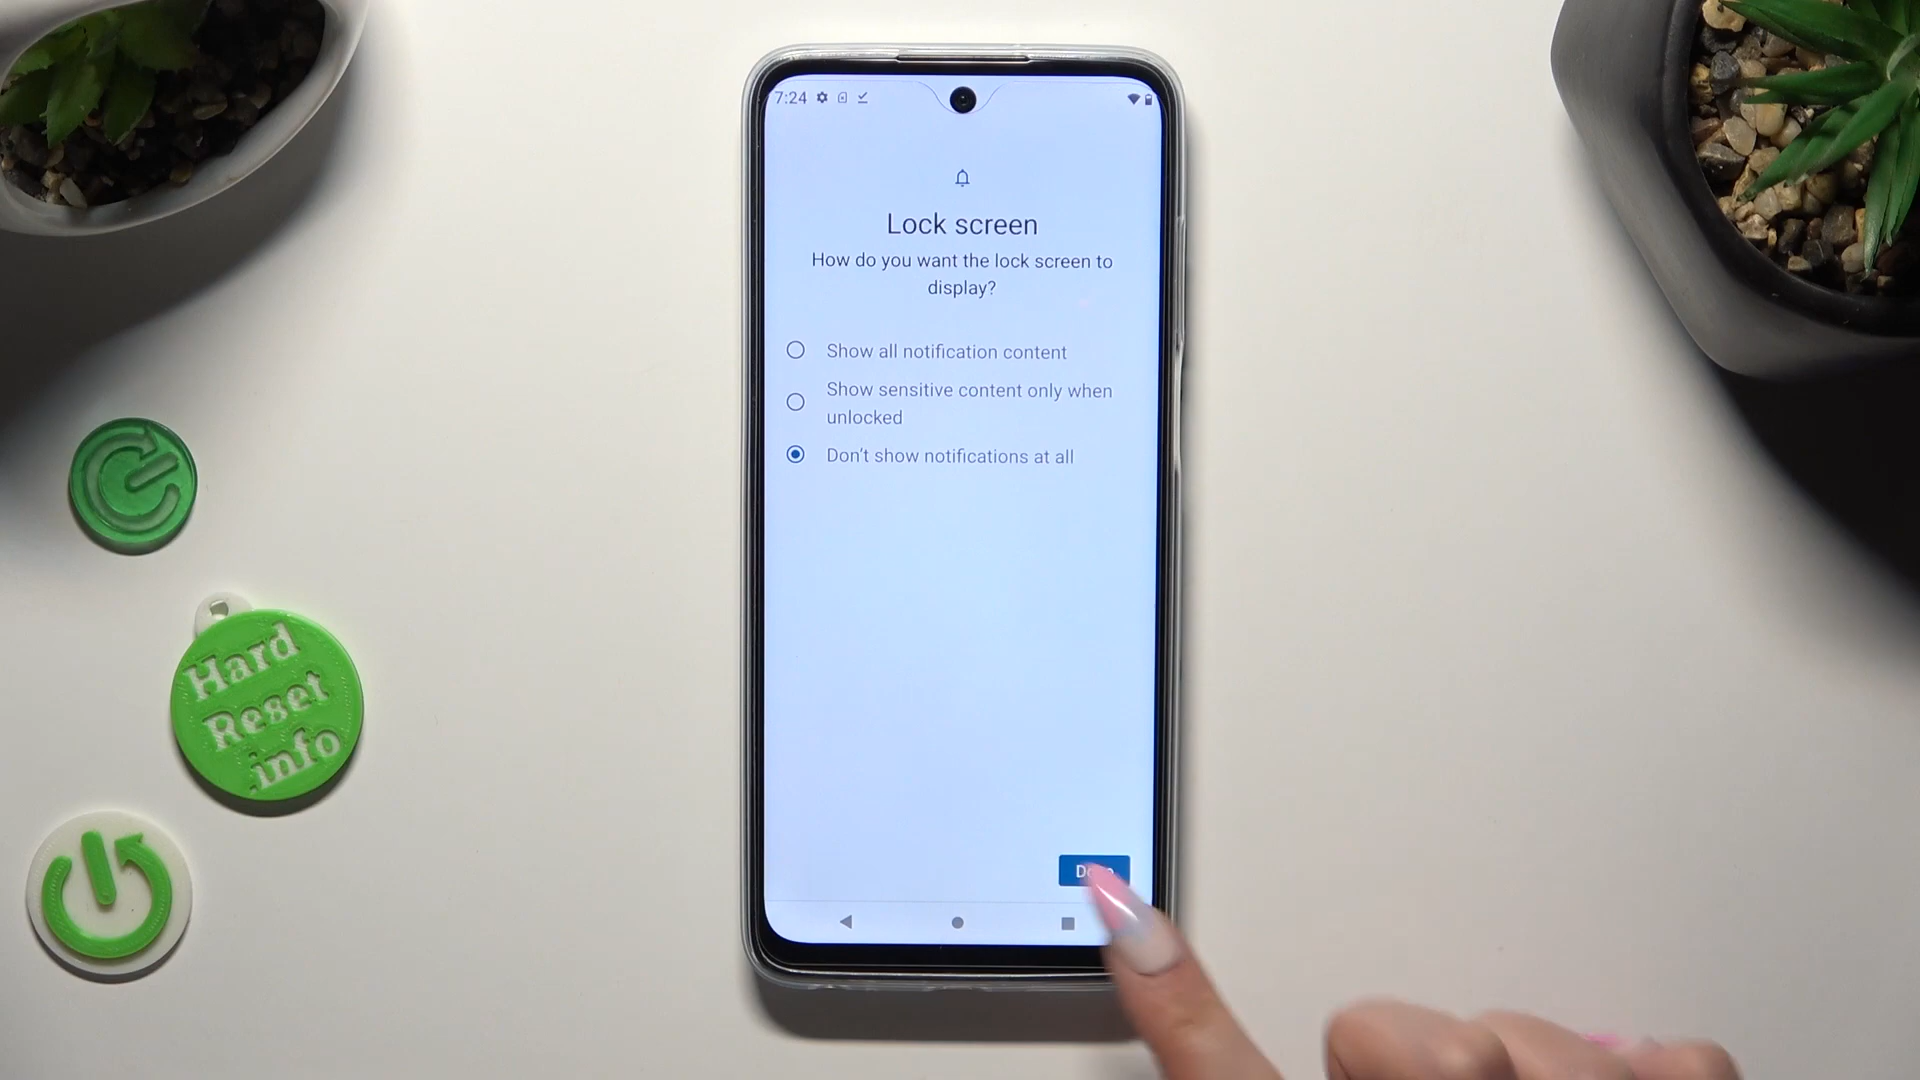 7:24
Lock screen
How do you want the lock screen to
display?
Show all notification content
Show sensitive content only when
unlocked
Don't show notifications at all
Hard
Reset
.info